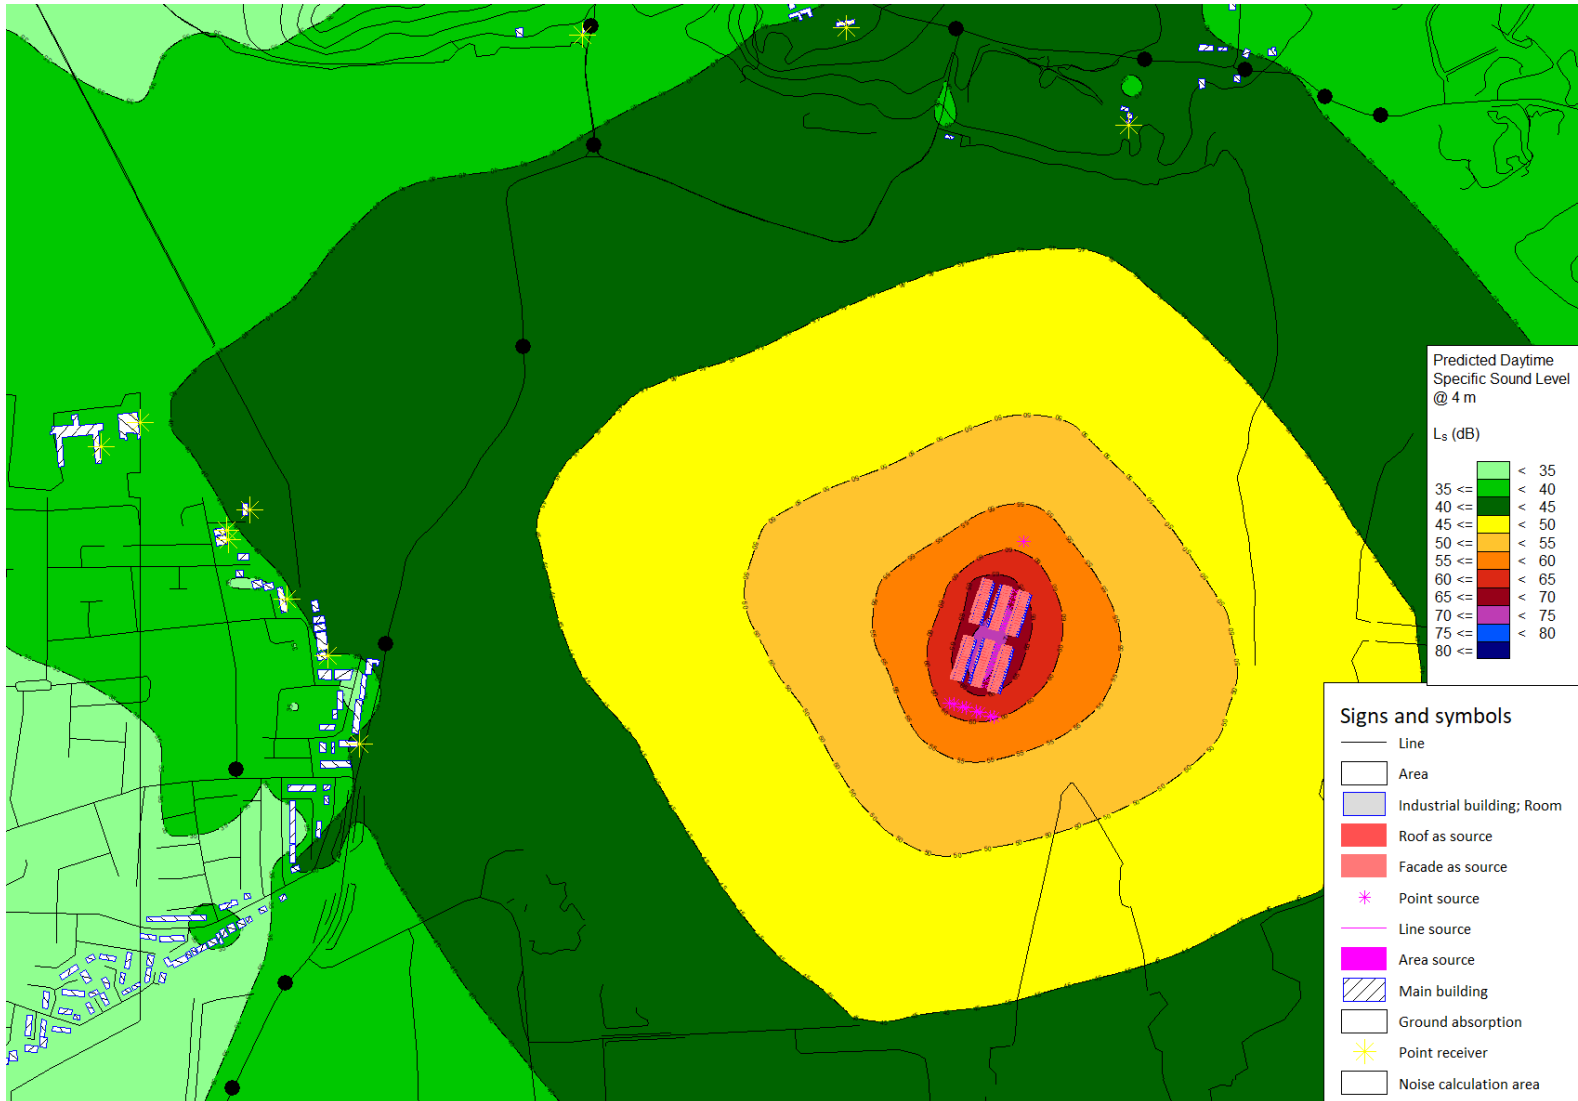 Predicted Daytime
Specific Sound Level
@ 4 m
Ls (dB)
< 35
35 <= < 40
40 <= < 45
45 <= < 50
50 <= < 55
55 <= < 60
60 <= < 65
65 <= < 70
70 <= < 75
75 <= < 80
80 <=
Signs and symbols
Line
Area
Industrial building; Room
Roof as source
Facade as source
Point source
Line source
Area source
Main building
Ground absorption
Point receiver
Noise calculation area